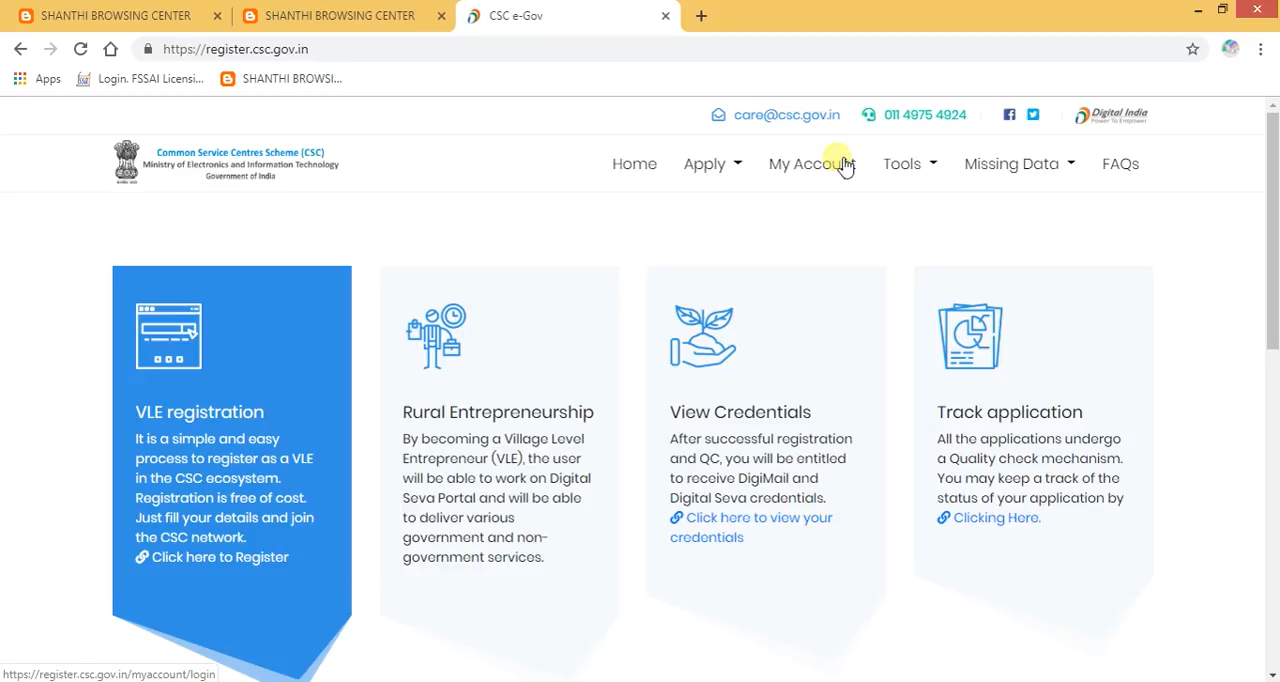 SHANTHI BROWSING CENTER
SHANTHI BROWSING CENTER
CSC e-Gov
https://register.csc.gov.in
Apps
Login. FSSAI Licensi...
SHANTHI BROWSI...
care@csc.gov.in
011 4975 4924
Digital India
Power To Empower
Common Service Centres Scheme (CSC)
Ministry of Electronics and Information Technology
Government of India
Home
Apply
My Account
Tools
Missing Data
FAQs
VLE registration
It is a simple and easy
process to register as a VLE
in the CSC ecosystem.
Registration is free of cost.
Just fill your details and join
the CSC network.
Click here to Register
Rural Entrepreneurship
By becoming a Village Level
Entrepreneur (VLE), the user
will be able to work on Digital
Seva Portal and will be able
to deliver various
government and non-
government services.
View Credentials
After successful registration
and QC, you will be entitled
to receive DigiMail and
Digital Seva credentials.
Click here to view your
credentials
Track application
All the applications undergo
a Quality check mechanism.
You may keep a track of the
status of your application by
Clicking Here.
https://register.csc.gov.in/myaccount/login